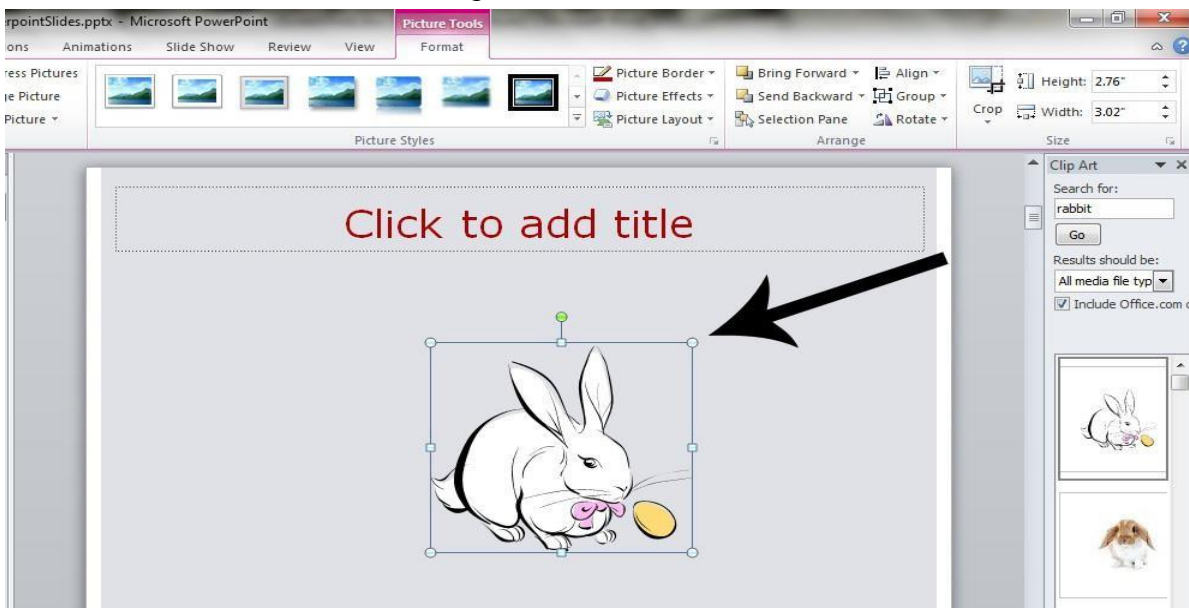 erpointSlides.pptx - Microsoft PowerPoint
Picture Tools
ons Animations Slide Show Review View Format
ress Pictures
ge Picture
Picture
Picture Border
Picture Effects
Picture Layout
Picture Styles
Bring Forward Align
Send Backward Group
Selection Pane Rotate
Arrange
Crop
Height: 2.76"
Width: 3.02"
Size
Click to add title
Clip Art
Search for:
rabbit
Go
Results should be:
All media file typ
Include Office.com